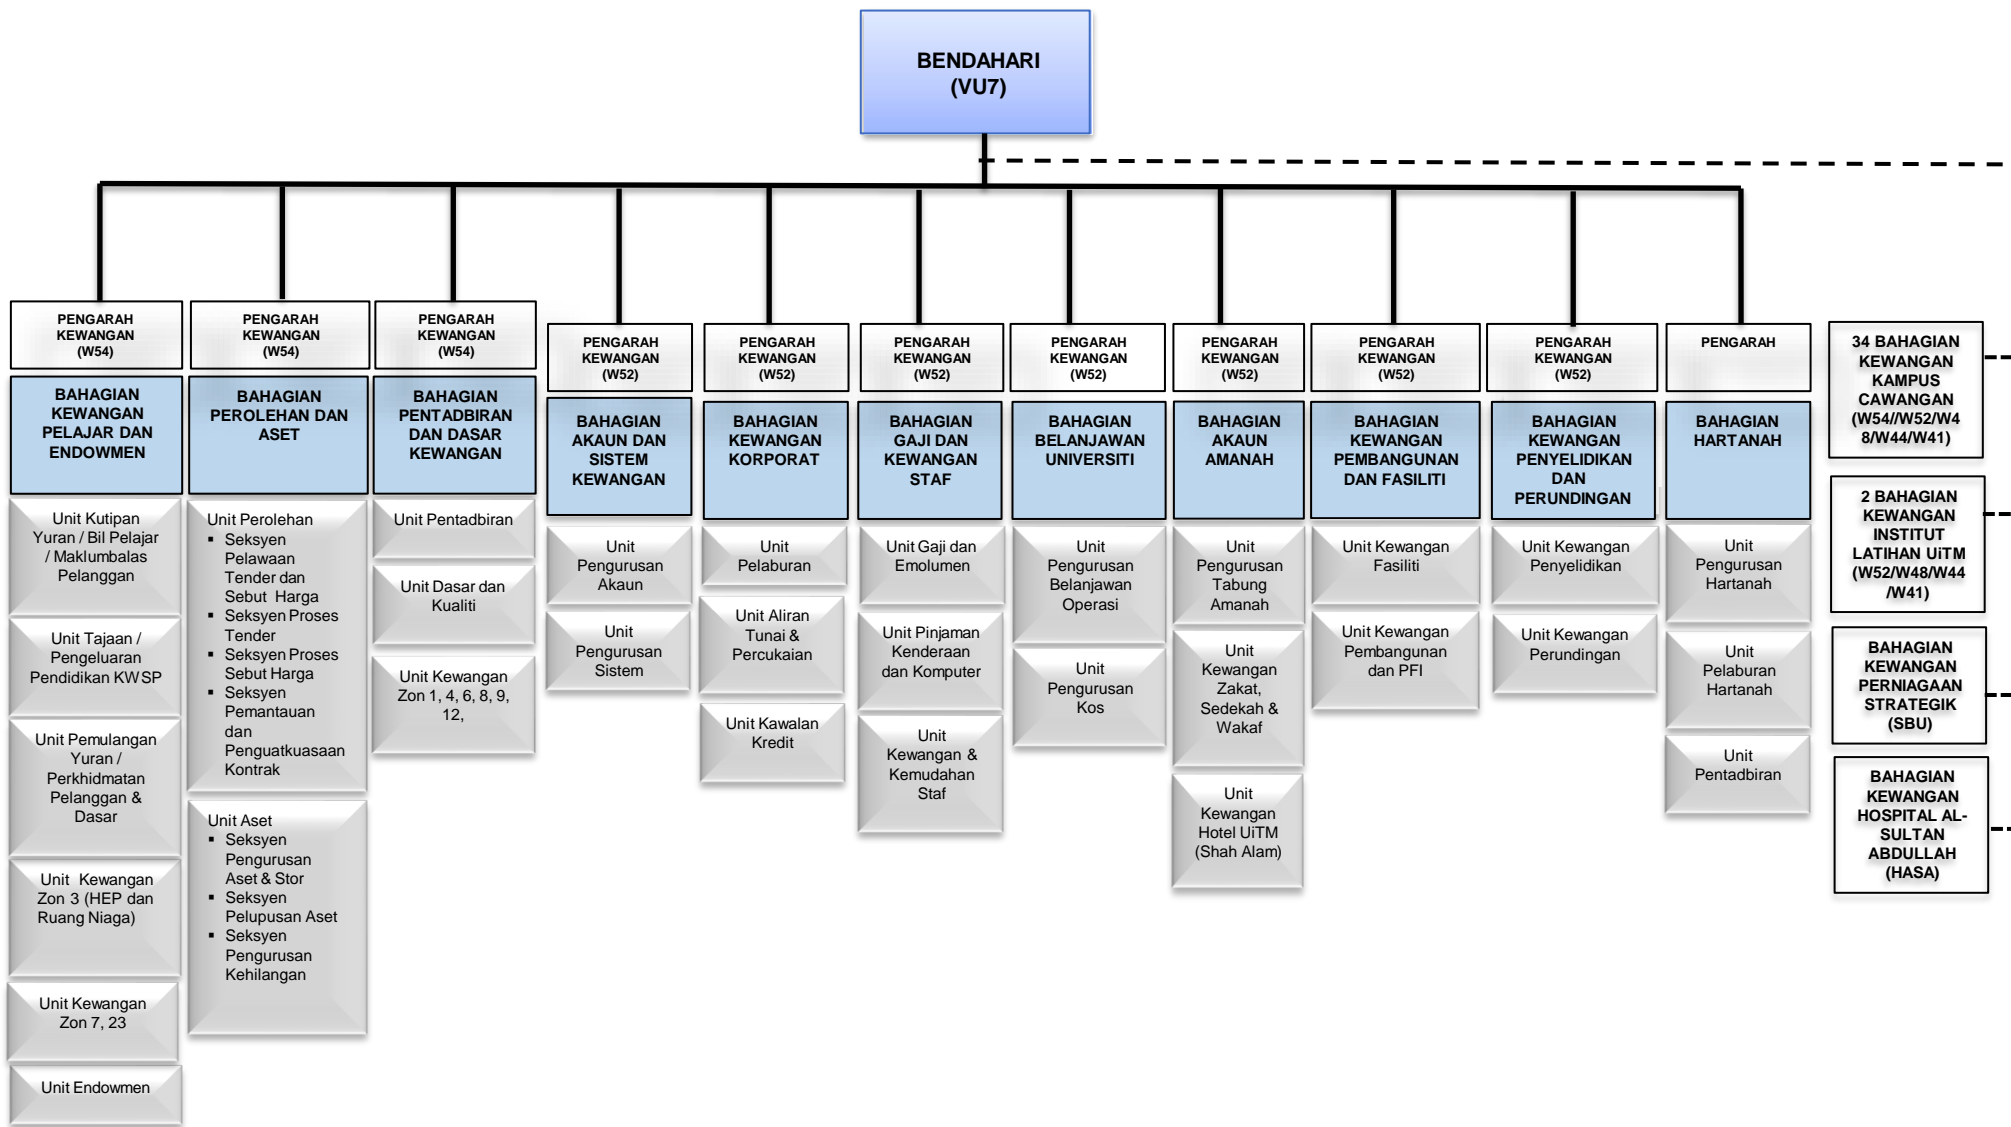 BENDAHARI
(VU7)
PENGARAH
KEWANGAN
(W54)
BAHAGIAN
KEWANGAN
PELAJAR DAN
ENDOWMEN
Unit Kutipan
Yuran / Bil Pelajar
/ Maklumbalas
Pelanggan
Unit Tajaan /
Pengeluaran
Pendidikan KWSP
Unit Pemulangan
Yuran /
Perkhidmatan
Pelanggan &
Dasar
Unit Kewangan
Zon 3 (HEP dan
Ruang Niaga)
Unit Kewangan
Zon 7, 23
Unit Endowmen
PENGARAH
KEWANGAN
(W54)
BAHAGIAN
PEROLEHAN DAN
ASET
Unit Perolehan
▪ Seksyen
Pelawaan
Tender dan
Sebut Harga
▪ Seksyen Proses
Tender
▪ Seksyen Proses
Sebut Harga
▪ Seksyen
Pemantauan
dan
Penguatkuasaan
Kontrak
Unit Aset
▪ Seksyen
Pengurusan
Aset & Stor
▪ Seksyen
Pelupusan Aset
▪ Seksyen
Pengurusan
Kehilangan
PENGARAH
KEWANGAN
(W54)
BAHAGIAN
PENTADBIRAN
DAN DASAR
KEWANGAN
Unit Pentadbiran
Unit Dasar dan
Kualiti
Unit Kewangan
Zon 1, 4, 6, 8, 9,
12,
PENGARAH
KEWANGAN
(W52)
BAHAGIAN
AKAUN DAN
SISTEM
KEWANGAN
Unit
Pengurusan
Akaun
Unit
Pengurusan
Sistem
PENGARAH
KEWANGAN
(W52)
BAHAGIAN
KEWANGAN
KORPORAT
Unit
Pelaburan
Unit Aliran
Tunai &
Percukaian
Unit Kawalan
Kredit
PENGARAH
KEWANGAN
(W52)
BAHAGIAN
GAJI DAN
KEWANGAN
STAF
Unit Gaji dan
Emolumen
Unit Pinjaman
Kenderaan
dan Komputer
Unit
Kewangan &
Kemudahan
Staf
PENGARAH
KEWANGAN
(W52)
BAHAGIAN
BELANJAWAN
UNIVERSITI
Unit
Pengurusan
Belanjawan
Operasi
Unit
Pengurusan
Kos
PENGARAH
KEWANGAN
(W52)
BAHAGIAN
AKAUN
AMANAH
Unit
Pengurusan
Tabung
Amanah
Unit
Kewangan
Zakat,
Sedekah &
Wakaf
Unit
Kewangan
Hotel UiTM
(Shah Alam)
PENGARAH
KEWANGAN
(W52)
BAHAGIAN
KEWANGAN
PEMBANGUNAN
DAN FASILITI
Unit Kewangan
Fasiliti
Unit Kewangan
Pembangunan
dan PFI
PENGARAH
KEWANGAN
(W52)
BAHAGIAN
KEWANGAN
PENYELIDIKAN
DAN
PERUNDINGAN
Unit Kewangan
Penyelidikan
Unit Kewangan
Perundingan
PENGARAH
BAHAGIAN
HARTANAH
Unit
Pengurusan
Hartanah
Unit
Pelaburan
Hartanah
Unit
Pentadbiran
34 BAHAGIAN
KEWANGAN
KAMPUS
CAWANGAN
(W54//W52/W4
8/W44/W41)
2 BAHAGIAN
KEWANGAN
INSTITUT
LATIHAN UiTM
(W52/W48/W44
/W41)
BAHAGIAN
KEWANGAN
PERNIAGAAN
STRATEGIK
(SBU)
BAHAGIAN
KEWANGAN
HOSPITAL AL-
SULTAN
ABDULLAH
(HASA)